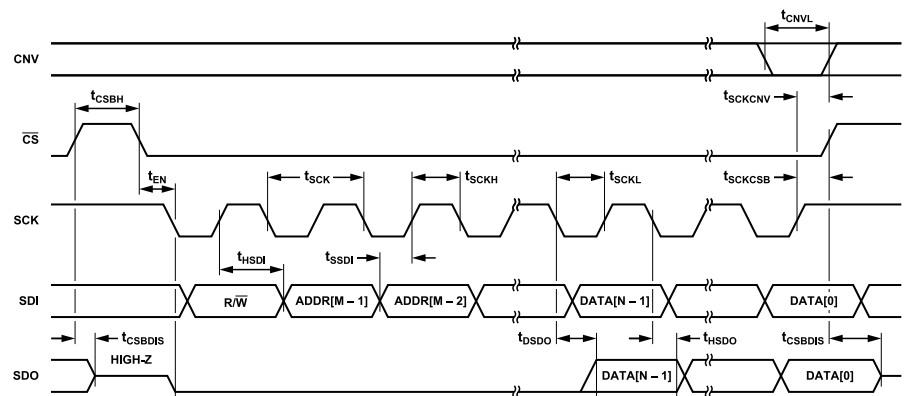 tCNVL
CNV
tCSBH
tSCKCNV
CS
tEN
tSCK
tSCKH
tSCKL
tSCKCSB
SCK
tHSDI
tSSDI
SDI
R/W
ADDR[M – 1]
ADDR[M – 2]
DATA[N – 1]
DATA[0]
tCSBDIS
tDSDO
tHSDO
tCSBDIS
HIGH-Z
SDO
DATA[N – 1]
DATA[0]